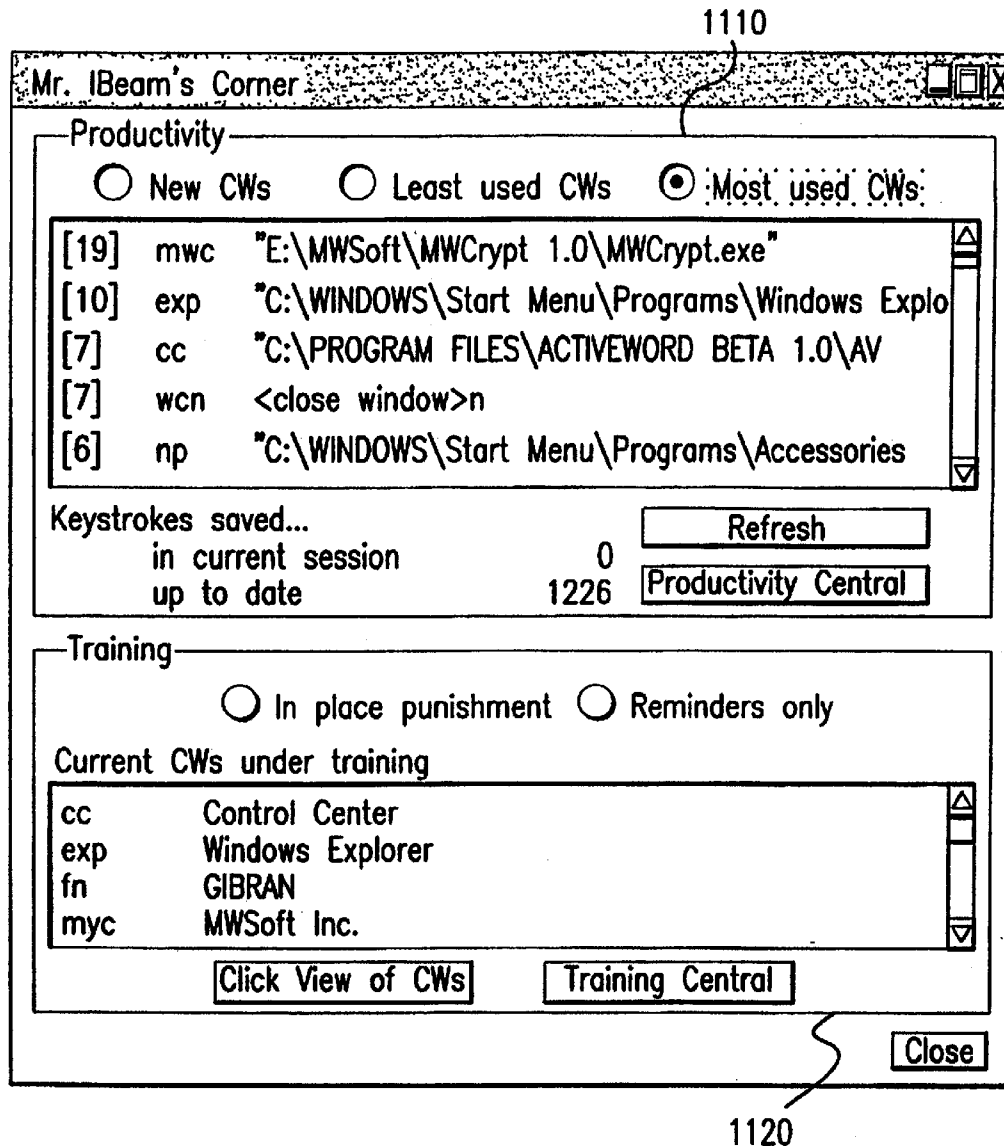 1110
Mr. IBeam's Corner
Productivity
New CWs Least used CWs Most used CWs
[19] mwc "E:\MWSoft\MWCrypt 1.0\MWCrypt.exe"
[10] exp "C:\WINDOWS\Start Menu\Programs\Windows Explo
[7] cc "C:\PROGRAM FILES\ACTIVEWORD BETA 1.0\AV
[7] wcn <close window>n
[6] np "C:\WINDOWS\Start Menu\Programs\Accessories
Keystrokes saved... Refresh
in current session 0
up to date 1226 Productivity Central
Training
In place punishment Reminders only
Current CWs under training
cc Control Center
exp Windows Explorer
fn GIBRAN
myc MWSoft Inc.
Click View of CWs Training Central
Close
1120